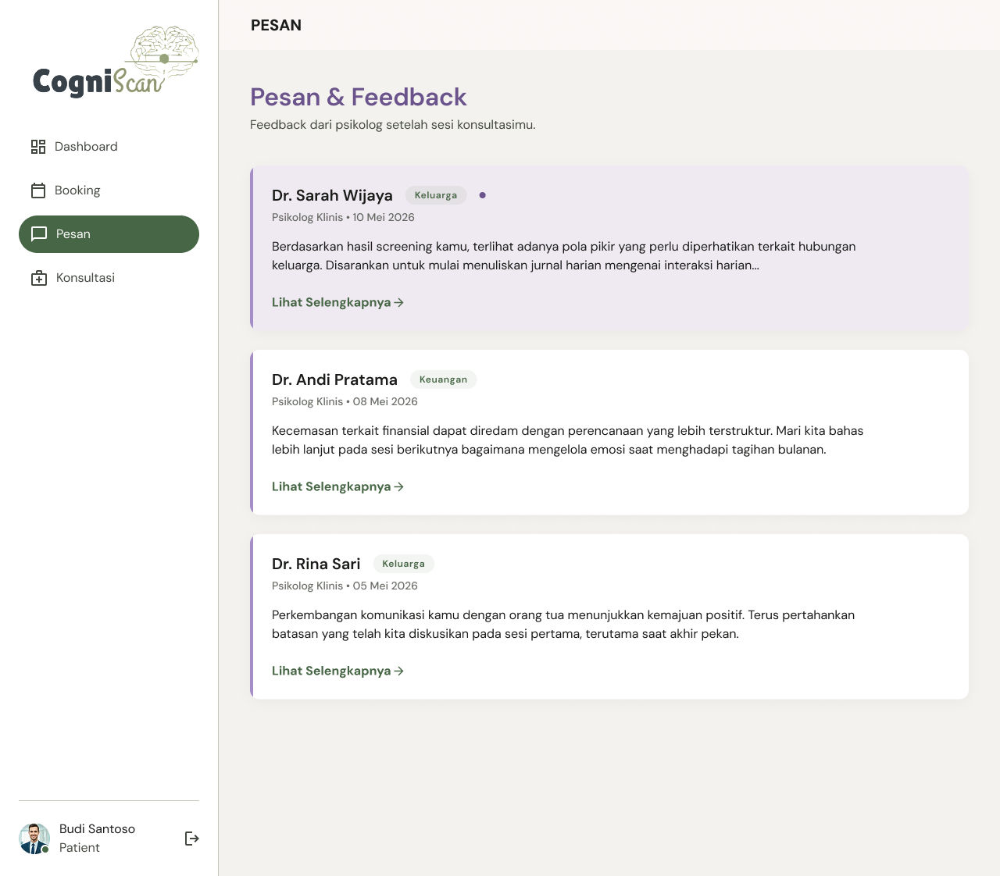 CogniScan
Dashboard
Booking
Pesan
Konsultasi
Budi Santoso
Patient
PESAN
Pesan & Feedback
Feedback dari psikolog setelah sesi konsultasimu.
Dr. Sarah Wijaya Keluarga
Psikolog Klinis • 10 Mei 2026
Berdasarkan hasil screening kamu, terlihat adanya pola pikir yang perlu diperhatikan terkait hubungan
keluarga. Disarankan untuk mulai menuliskan jurnal harian mengenai interaksi harian...
Lihat Selengkapnya →
Dr. Andi Pratama Keuangan
Psikolog Klinis • 08 Mei 2026
Kecemasan terkait finansial dapat diredam dengan perencanaan yang lebih terstruktur. Mari kita bahas
lebih lanjut pada sesi berikutnya bagaimana mengelola emosi saat menghadapi tagihan bulanan.
Lihat Selengkapnya →
Dr. Rina Sari Keluarga
Psikolog Klinis • 05 Mei 2026
Perkembangan komunikasi kamu dengan orang tua menunjukkan kemajuan positif. Terus pertahankan
batasan yang telah kita diskusikan pada sesi pertama, terutama saat akhir pekan.
Lihat Selengkapnya →